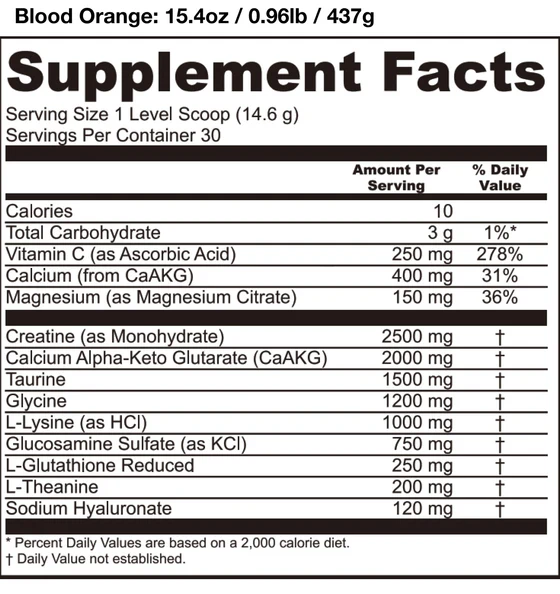 Blood Orange: 15.4oz / 0.96lb / 437g
Supplement Facts
Serving Size 1 Level Scoop (14.6 g)
Servings Per Container 30
Amount Per Serving % Daily Value
Calories 10
Total Carbohydrate 3 g 1%*
Vitamin C (as Ascorbic Acid) 250 mg 278%
Calcium (from CaAKG) 400 mg 31%
Magnesium (as Magnesium Citrate) 150 mg 36%
Creatine (as Monohydrate) 2500 mg †
Calcium Alpha-Keto Glutarate (CaAKG) 2000 mg †
Taurine 1500 mg †
Glycine 1200 mg †
L-Lysine (as HCl) 1000 mg †
Glucosamine Sulfate (as KCl) 750 mg †
L-Glutathione Reduced 250 mg †
L-Theanine 200 mg †
Sodium Hyaluronate 120 mg †
* Percent Daily Values are based on a 2,000 calorie diet.
† Daily Value not established.